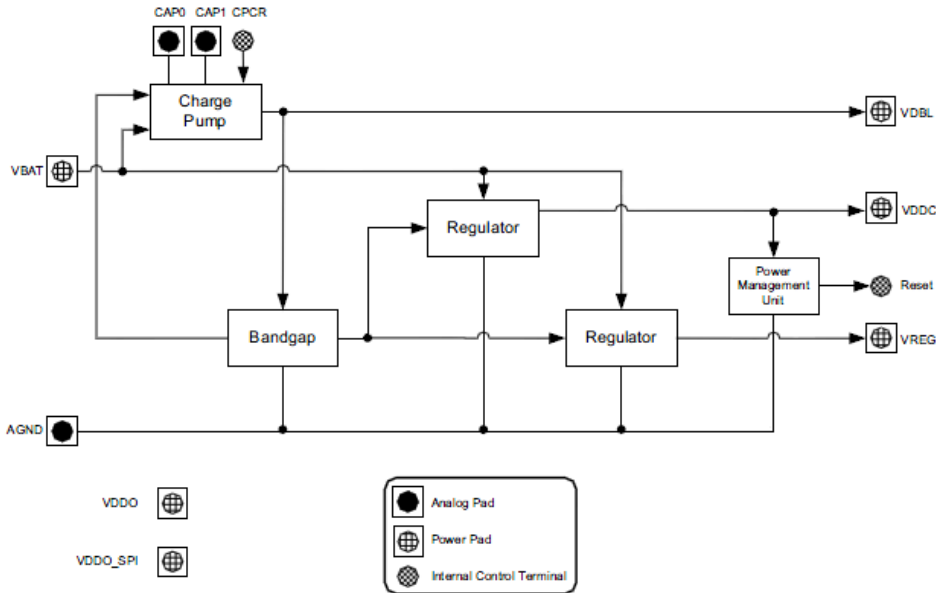 CAP0 CAP1 CPCR
Charge
Pump
VDBL
VBAT
VDDC
Regulator
Power
Management
Unit
Reset
Bandgap
Regulator
VREG
AGND
VDDO
Analog Pad
Power Pad
VDDO_SPI
Internal Control Terminal